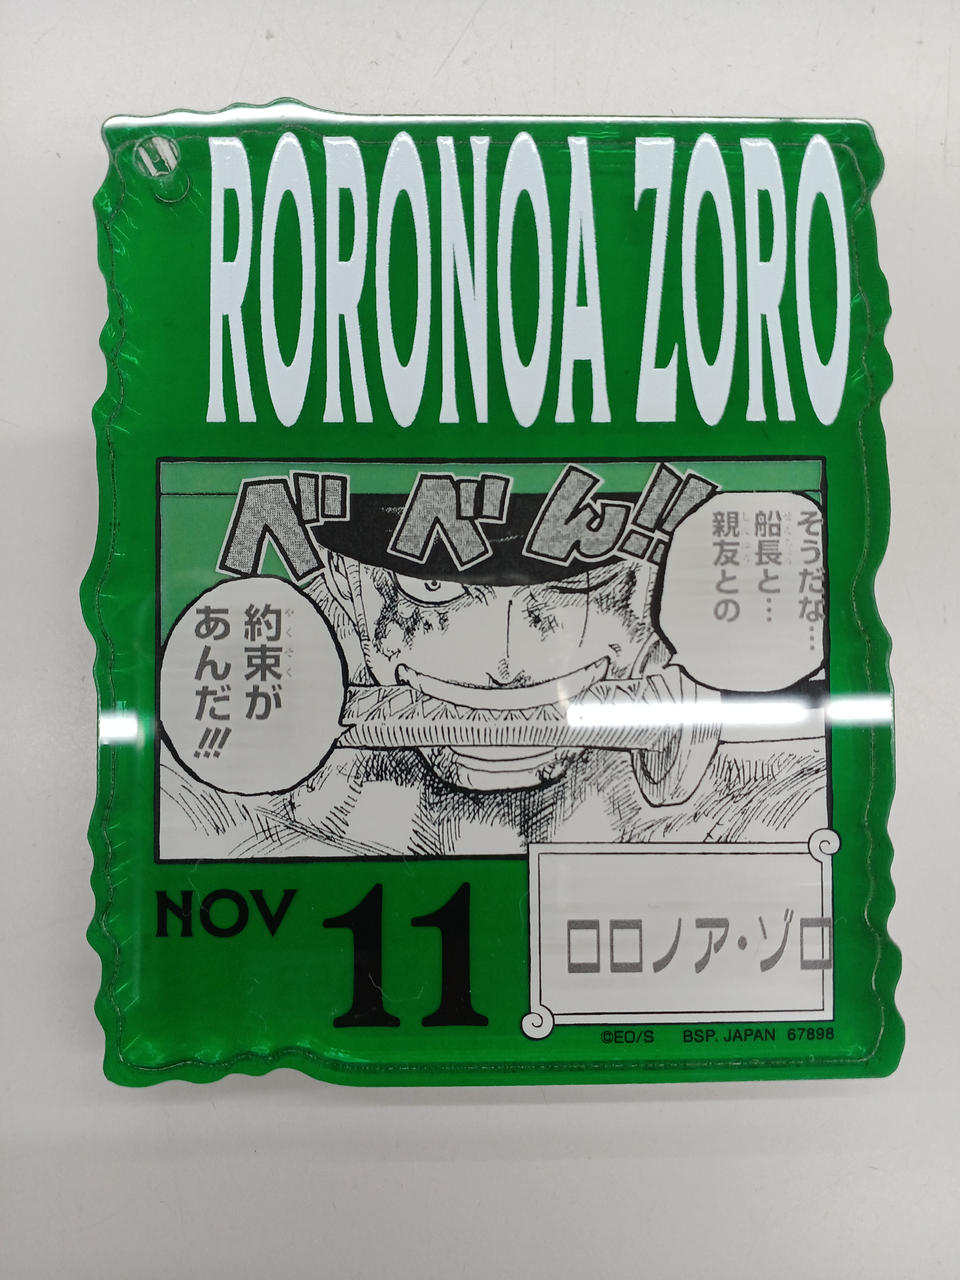 RORONOA ZORO
べべん!!
そうだな…
船長と…
親友との
約束が
あんだ!!!
NOV 11
ロロノア・ゾロ
©EO/S BSP. JAPAN 67898